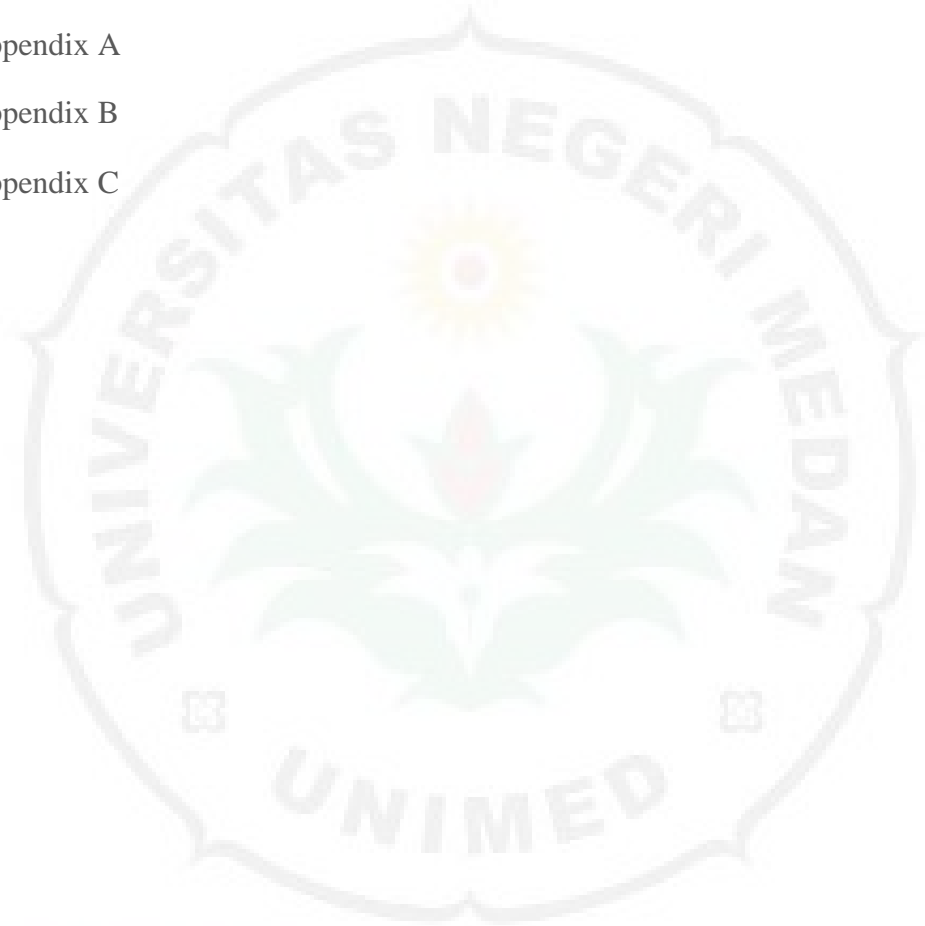 ppendix A
ppendix B
ppendix C
UNIVERSITAS NEGERI MEDAN
UNIMED